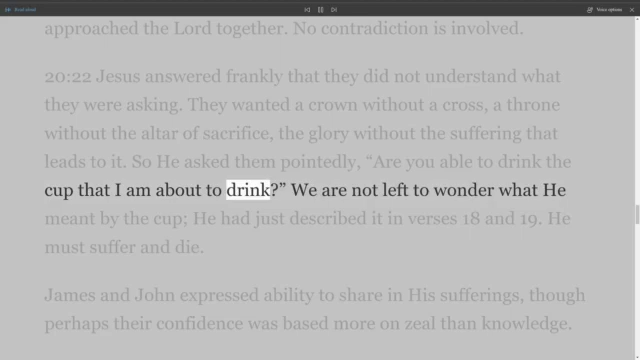 Read aloud
Voice options
approached the Lord together. No contradiction is involved.
20:22 Jesus answered frankly that they did not understand what
they were asking. They wanted a crown without a cross, a throne
without the altar of sacrifice, the glory without the suffering that
leads to it. So He asked them pointedly, “Are you able to drink the
cup that I am about to drink?” We are not left to wonder what He
meant by the cup; He had just described it in verses 18 and 19. He
must suffer and die.
James and John expressed ability to share in His sufferings, though
perhaps their confidence was based more on zeal than knowledge.